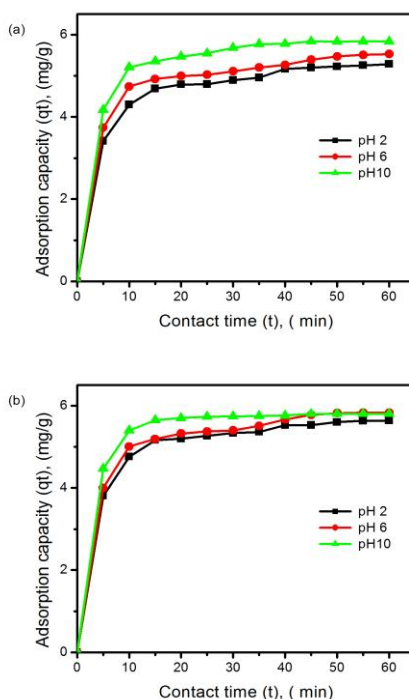 (a)
6
4
2
0
Adsorption capacity (qt), (mg/g)
pH 2
pH 6
pH10
0 10 20 30 40 50 60
Contact time (t), ( min)
(b)
6
4
2
0
Adsorption capacity (qt), (mg/g)
pH 2
pH 6
pH10
0 10 20 30 40 50 60
Contact time (t), ( min)